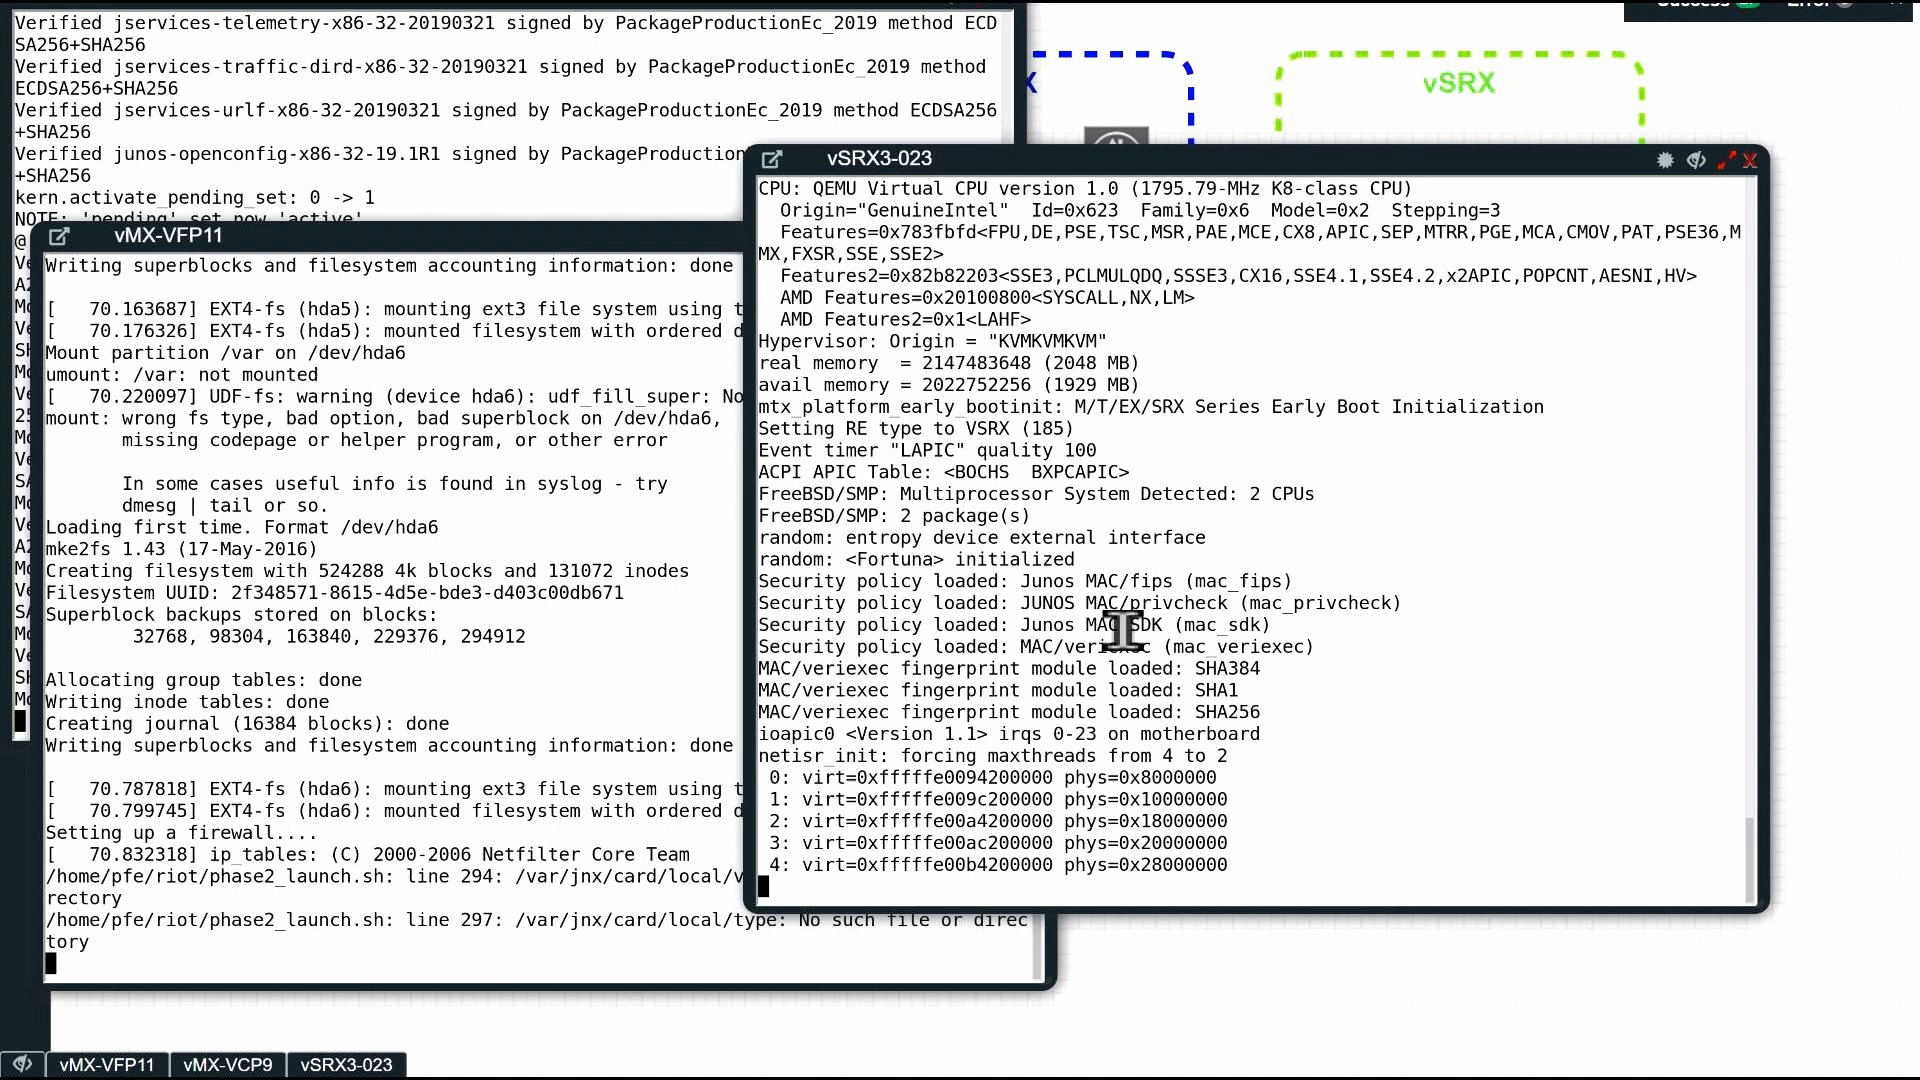 Verified jservices-telemetry-x86-32-20190321 signed by PackageProductionEc_2019 method ECD
SA256+SHA256
Verified jservices-traffic-dird-x86-32-20190321 signed by PackageProductionEc_2019 method
ECDSA256+SHA256
Verified jservices-urlf-x86-32-20190321 signed by PackageProductionEc_2019 method ECDSA256
+SHA256
Verified junos-openconfig-x86-32-19.1R1 signed by PackageProduction
+SHA256
kern.activate_pending_set: 0 -> 1
NOTE: 'pending' set now 'active'
@
vMX-VFP11
Writing superblocks and filesystem accounting information: done
[   70.163687] EXT4-fs (hda5): mounting ext3 file system using t
[   70.176326] EXT4-fs (hda5): mounted filesystem with ordered d
Mount partition /var on /dev/hda6
umount: /var: not mounted
[   70.220097] UDF-fs: warning (device hda6): udf_fill_super: No
mount: wrong fs type, bad option, bad superblock on /dev/hda6,
missing codepage or helper program, or other error
In some cases useful info is found in syslog - try
dmesg | tail or so.
Loading first time. Format /dev/hda6
mke2fs 1.43 (17-May-2016)
Creating filesystem with 524288 4k blocks and 131072 inodes
Filesystem UUID: 2f348571-8615-4d5e-bde3-d403c00db671
Superblock backups stored on blocks:
32768, 98304, 163840, 229376, 294912
Allocating group tables: done
Writing inode tables: done
Creating journal (16384 blocks): done
Writing superblocks and filesystem accounting information: done
[   70.787818] EXT4-fs (hda6): mounting ext3 file system using t
[   70.799745] EXT4-fs (hda6): mounted filesystem with ordered d
Setting up a firewall....
[   70.832318] ip_tables: (C) 2000-2006 Netfilter Core Team
/home/pfe/riot/phase2_launch.sh: line 294: /var/jnx/card/local/v
rectory
/home/pfe/riot/phase2_launch.sh: line 297: /var/jnx/card/local/type: No such file or direc
tory
vSRX
vSRX3-023
CPU: QEMU Virtual CPU version 1.0 (1795.79-MHz K8-class CPU)
Origin="GenuineIntel"  Id=0x623  Family=0x6  Model=0x2  Stepping=3
Features=0x783fbfd<FPU,DE,PSE,TSC,MSR,PAE,MCE,CX8,APIC,SEP,MTRR,PGE,MCA,CMOV,PAT,PSE36,M
MX,FXSR,SSE,SSE2>
Features2=0x82b82203<SSE3,PCLMULQDQ,SSSE3,CX16,SSE4.1,SSE4.2,x2APIC,POPCNT,AESNI,HV>
AMD Features=0x20100800<SYSCALL,NX,LM>
AMD Features2=0x1<LAHF>
Hypervisor: Origin = "KVMKVMKVM"
real memory  = 2147483648 (2048 MB)
avail memory = 2022752256 (1929 MB)
mtx_platform_early_bootinit: M/T/EX/SRX Series Early Boot Initialization
Setting RE type to VSRX (185)
Event timer "LAPIC" quality 100
ACPI APIC Table: <BOCHS  BXPCAPIC>
FreeBSD/SMP: Multiprocessor System Detected: 2 CPUs
FreeBSD/SMP: 2 package(s)
random: entropy device external interface
random: <Fortuna> initialized
Security policy loaded: Junos MAC/fips (mac_fips)
Security policy loaded: JUNOS MAC/privcheck (mac_privcheck)
Security policy loaded: Junos MAC/SDK (mac_sdk)
Security policy loaded: MAC/veriexec (mac_veriexec)
MAC/veriexec fingerprint module loaded: SHA384
MAC/veriexec fingerprint module loaded: SHA1
MAC/veriexec fingerprint module loaded: SHA256
ioapic0 <Version 1.1> irqs 0-23 on motherboard
netisr_init: forcing maxthreads from 4 to 2
0: virt=0xfffffe0094200000 phys=0x8000000
1: virt=0xfffffe009c200000 phys=0x10000000
2: virt=0xfffffe00a4200000 phys=0x18000000
3: virt=0xfffffe00ac200000 phys=0x20000000
4: virt=0xfffffe00b4200000 phys=0x28000000
vMX-VFP11
vMX-VCP9
vSRX3-023